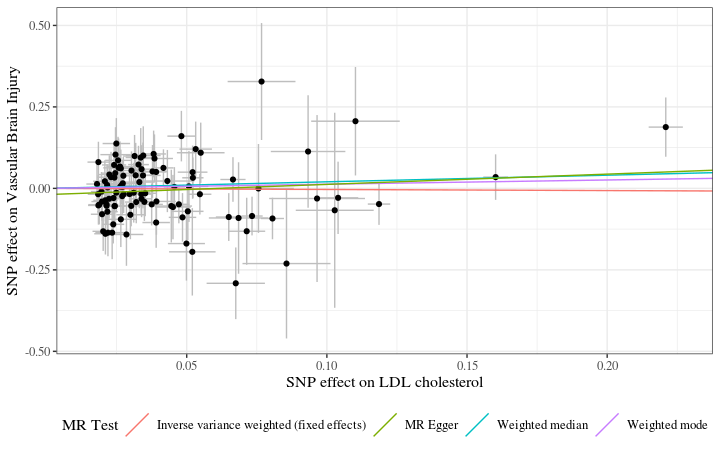 SNP effect on Vascular Brain Injury
0.50
0.25
0.00
-0.25
-0.50
0.05
0.10
0.15
0.20
SNP effect on LDL cholesterol
MR Test
Inverse variance weighted (fixed effects)
MR Egger
Weighted median
Weighted mode